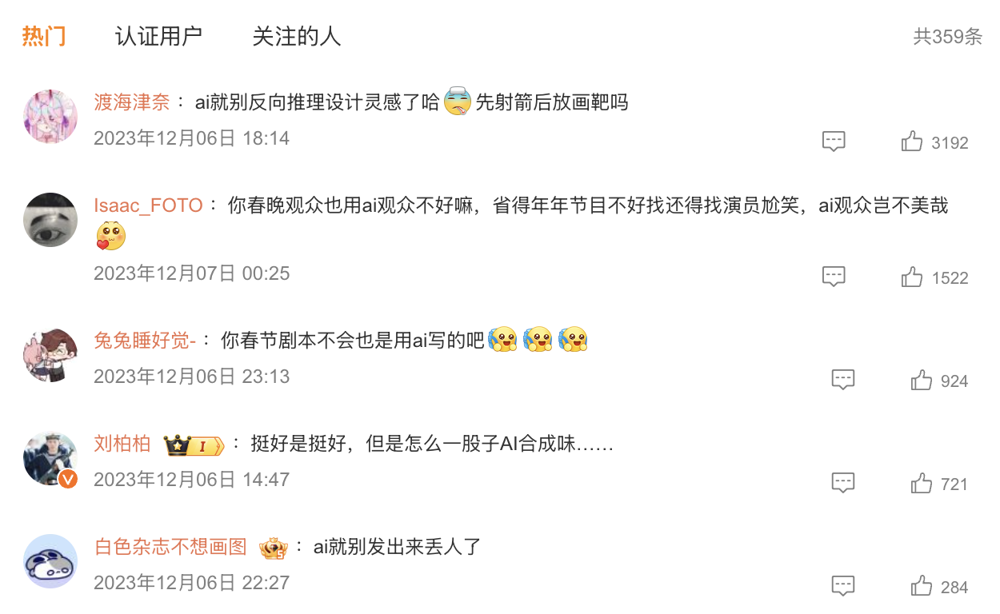 热门 认证用户 关注的人 共359条
渡海津奈：ai就别反向推理设计灵感了哈 先射箭后放画靶吗
2023年12月06日 18:14 3192
Isaac_FOTO：你春晚观众也用ai观众不好嘛，省得年年节目不好找还得找演员尬笑，ai观众岂不美哉
2023年12月07日 00:25 1522
兔兔睡好觉-：你春节剧本不会也是用ai写的吧
2023年12月06日 23:13 924
刘柏柏 I：挺好是挺好，但是怎么一股子AI合成味……
2023年12月06日 14:47 721
白色杂志不想画图 5：ai就别发出来丢人了
2023年12月06日 22:27 284